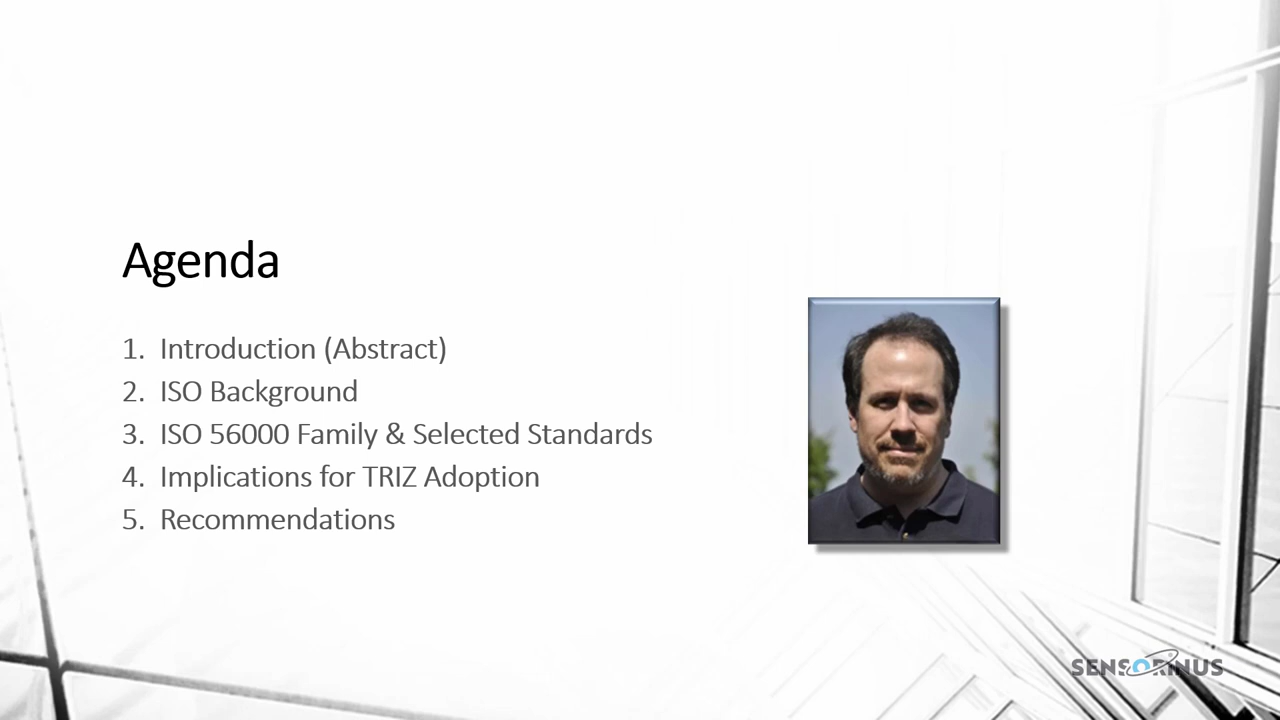 Agenda
1. Introduction (Abstract)
2. ISO Background
3. ISO 56000 Family & Selected Standards
4. Implications for TRIZ Adoption
5. Recommendations
SENSORINUS